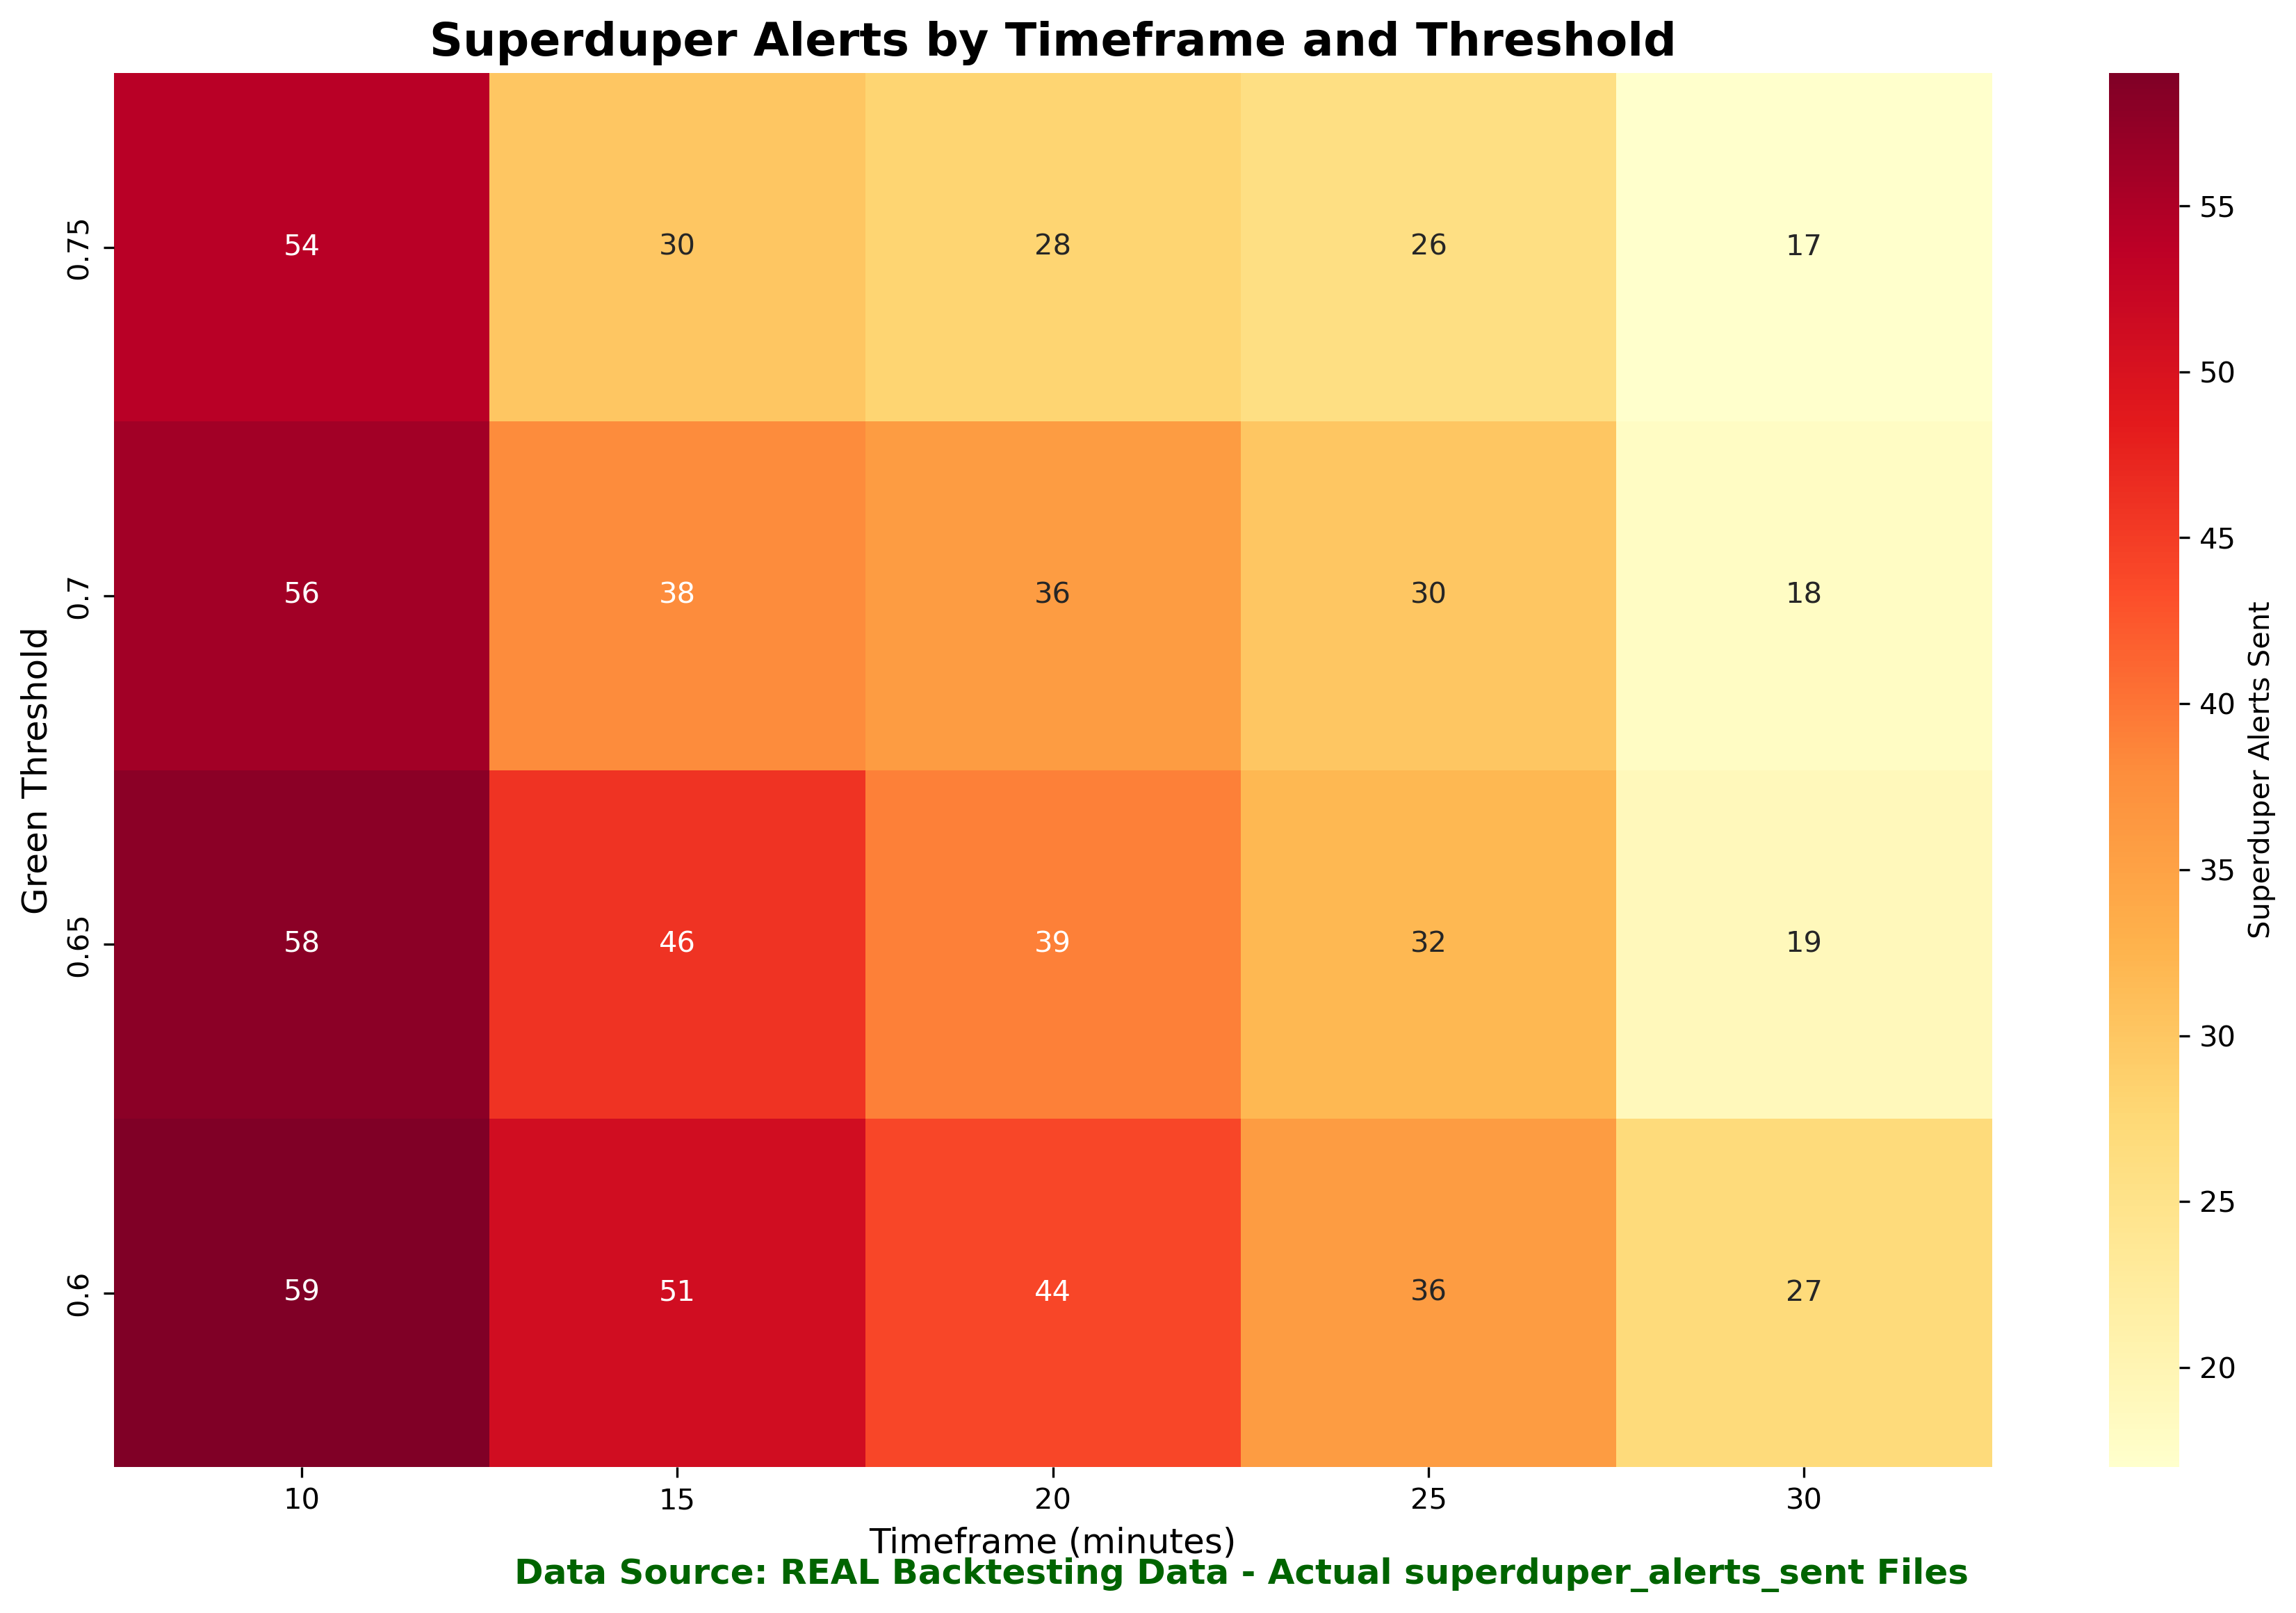 Superduper Alerts by Timeframe and Threshold
Green Threshold
0.75
54 30 28 26 17
0.7
56 38 36 30 18
0.65
58 46 39 32 19
0.6
59 51 44 36 27
10 15 20 25 30
Timeframe (minutes)
55
50
45
40
35
30
25
20
Superduper Alerts Sent
Data Source: REAL Backtesting Data - Actual superduper_alerts_sent Files